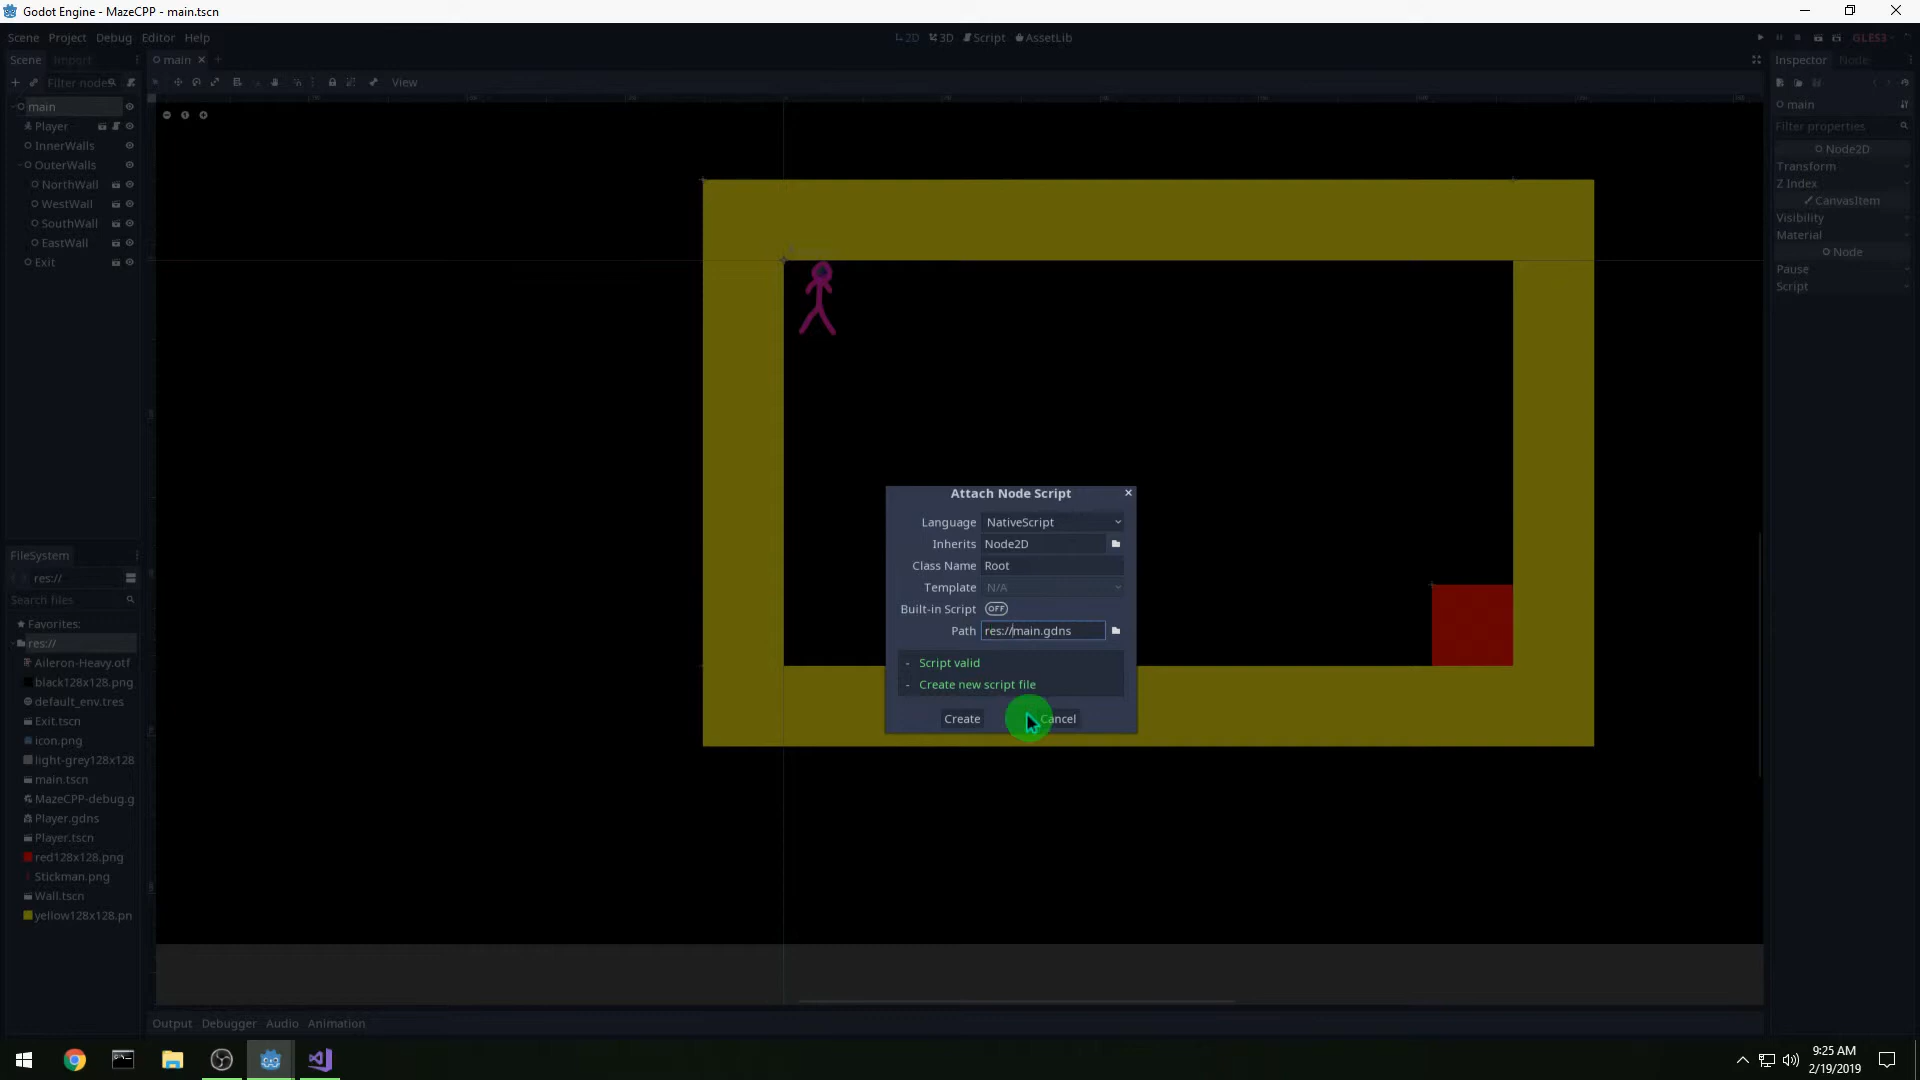 Godot Engine - MazeCPP - main.tscn
Scene Project Debug Editor Help
2D 3D Script AssetLib
GLES3
Scene Import
main
Inspector Node
Filter nodes
View
main
main
Player
Filter properties
InnerWalls
Node2D
OuterWalls
Transform
NorthWall
Z Index
WestWall
CanvasItem
SouthWall
Visibility
EastWall
Material
Exit
Node
Pause
Script
Attach Node Script
Language NativeScript
Inherits Node2D
Class Name Root
Template N/A
Built-in Script OFF
Path res://main.gdns
- Script valid
- Create new script file
Create Cancel
FileSystem
res://
Search files
Favorites:
res://
Aileron-Heavy.otf
black128x128.png
default_env.tres
Exit.tscn
icon.png
light-grey128x128
main.tscn
MazeCPP-debug.g
Player.gdns
Player.tscn
red128x128.png
Stickman.png
Wall.tscn
yellow128x128.pn
Output Debugger Audio Animation
9:25 AM
2/19/2019